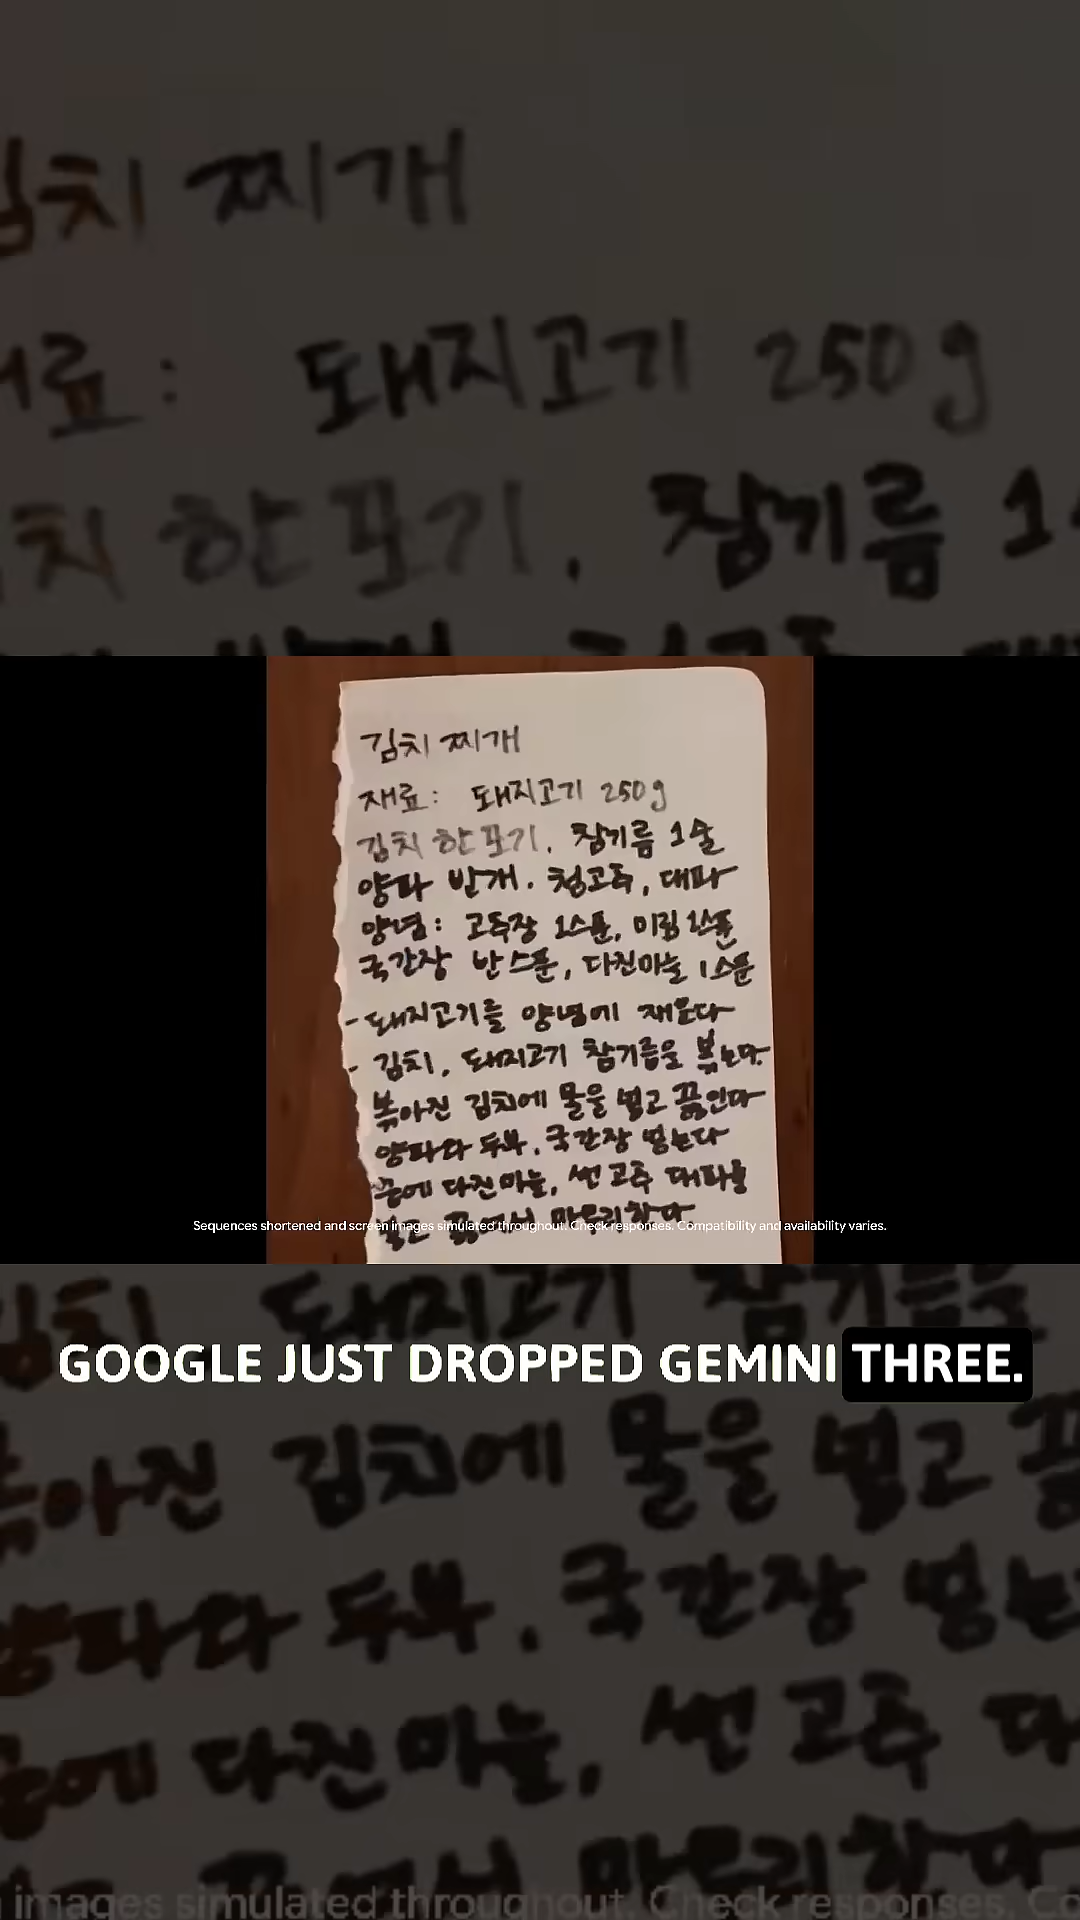 김치 찌개
재료: 돼지고기 250g
김치 한포기. 참기름 1술
양파 반개. 청고추, 대파
양념: 고추장 1스푼, 미림 1스푼
국간장 반스푼, 다진마늘 1스푼
- 돼지고기를 양념에 재운다
- 김치, 돼지고기 참기름을 볶는다.
볶아진 김치에 물을 넣고 끓인다
양파와 두부, 국간장 넣는다
에 다진마늘, 썬고추 대파를
넣고 끓여서 마무리한다
Sequences shortened and screen images simulated throughout. Check responses. Compatibility and availability varies.
GOOGLE JUST DROPPED GEMINI THREE.